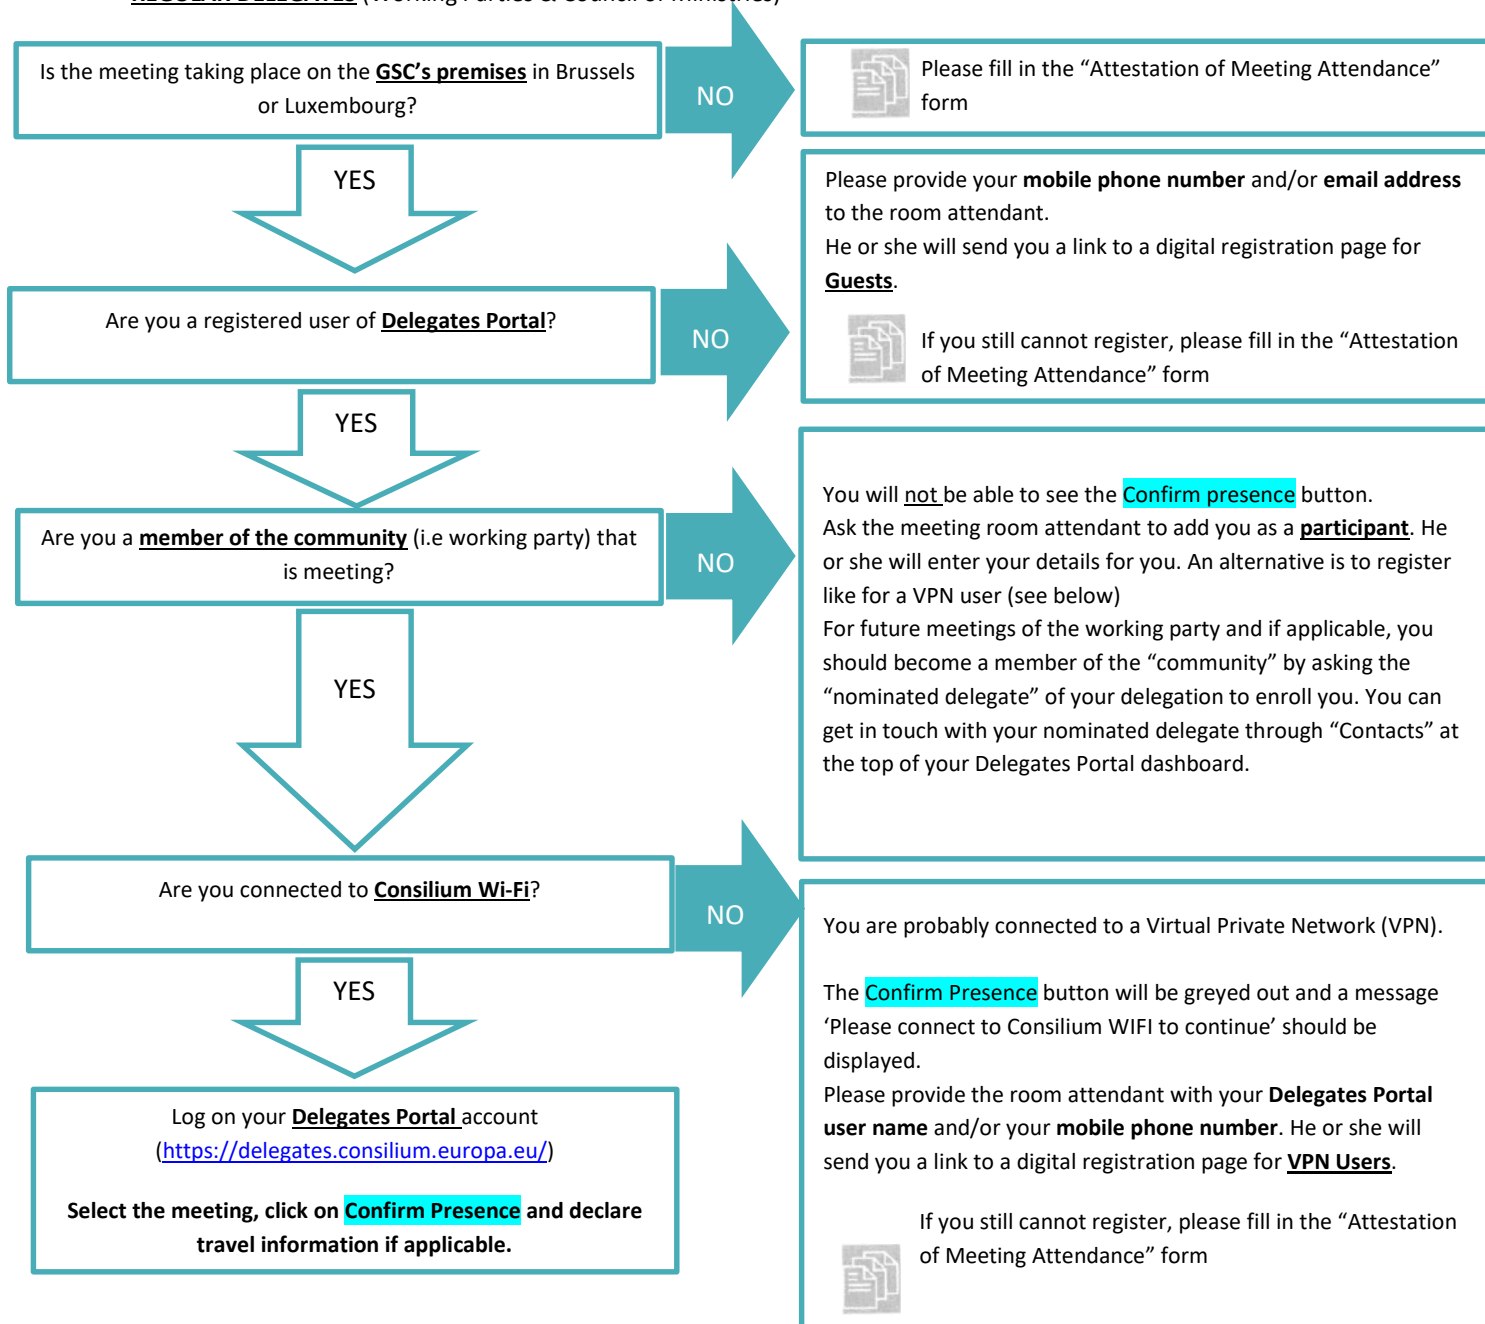 REGULAR DELEGATES (Working Parties & Council of Ministries)
Is the meeting taking place on the GSC's premises in Brussels
or Luxembourg?
NO
Please fill in the “Attestation of Meeting Attendance”
form
YES
Please provide your mobile phone number and/or email address
to the room attendant.
He or she will send you a link to a digital registration page for
Guests.
If you still cannot register, please fill in the “Attestation
of Meeting Attendance” form
Are you a registered user of Delegates Portal?
NO
YES
Are you a member of the community (i.e working party) that
is meeting?
NO
You will not be able to see the Confirm presence button.
Ask the meeting room attendant to add you as a participant. He
or she will enter your details for you. An alternative is to register
like for a VPN user (see below)
For future meetings of the working party and if applicable, you
should become a member of the “community” by asking the
“nominated delegate” of your delegation to enroll you. You can
get in touch with your nominated delegate through “Contacts” at
the top of your Delegates Portal dashboard.
YES
Are you connected to Consilium Wi-Fi?
NO
You are probably connected to a Virtual Private Network (VPN).
The Confirm Presence button will be greyed out and a message
‘Please connect to Consilium WIFI to continue’ should be
displayed.
Please provide the room attendant with your Delegates Portal
user name and/or your mobile phone number. He or she will
send you a link to a digital registration page for VPN Users.
If you still cannot register, please fill in the “Attestation
of Meeting Attendance” form
YES
Log on your Delegates Portal account
(https://delegates.consilium.europa.eu/)
Select the meeting, click on Confirm Presence and declare
travel information if applicable.